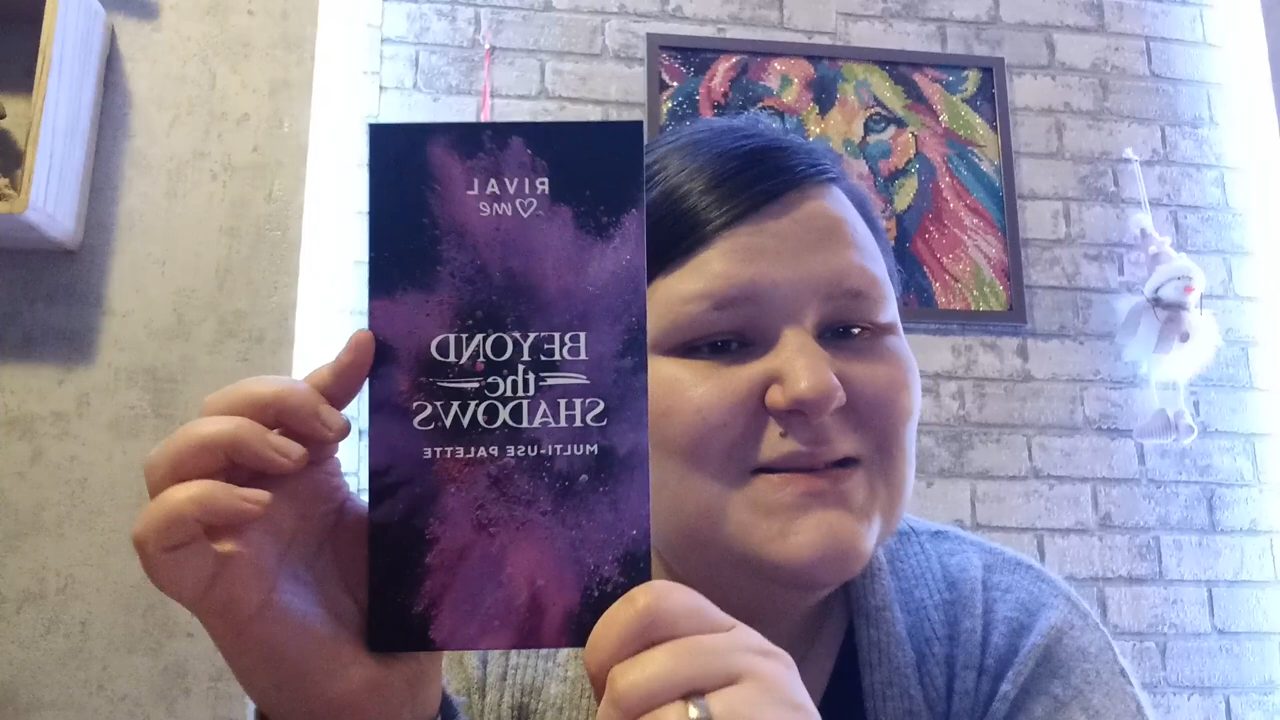 RIVAL
♡me
BEYOND
the
SHADOWS
MULTI-USE PALETTE